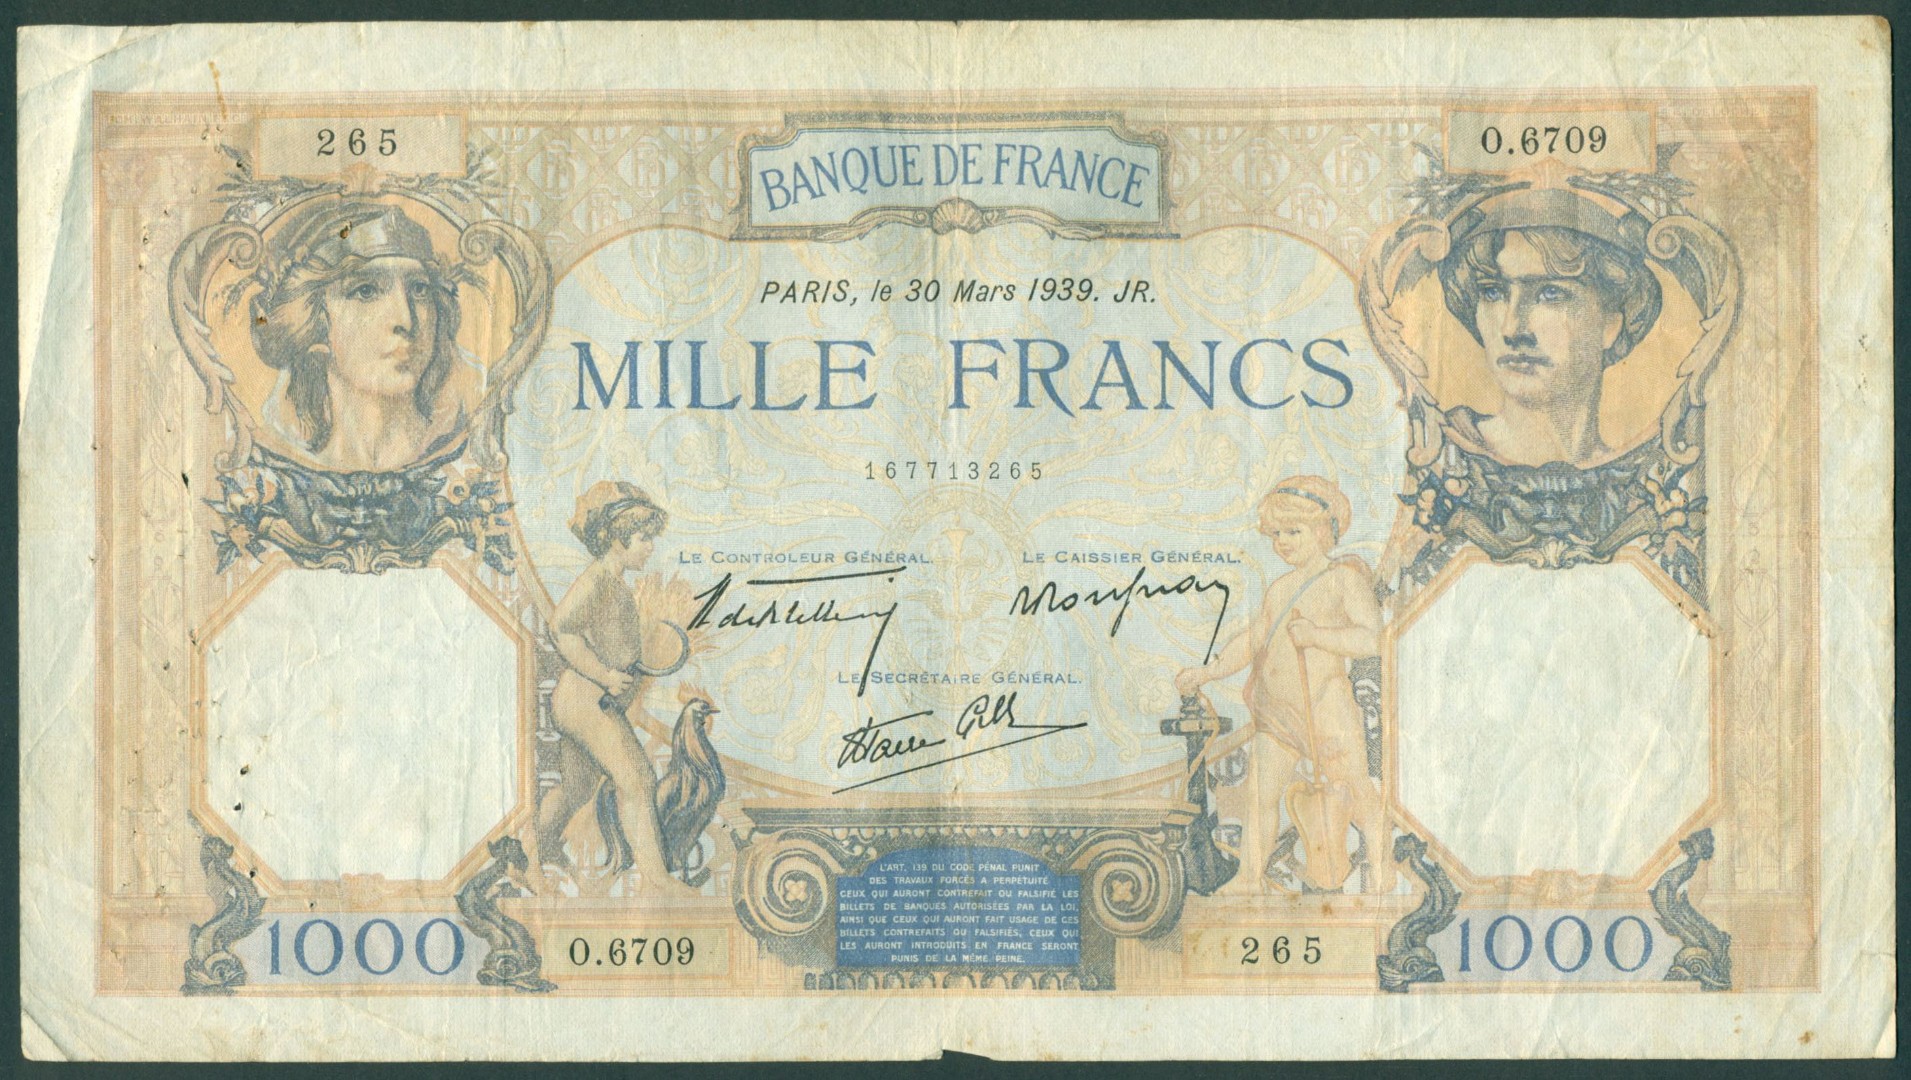 265
O.6709
BANQUE DE FRANCE
PARIS, le 30 Mars 1939. JR.
MILLE FRANCS
167713265
LE CONTROLEUR GÉNÉRAL.
LE CAISSIER GÉNÉRAL.
LE SECRÉTAIRE GÉNÉRAL.
L'ART. 139 DU CODE PÉNAL PUNIT
DES TRAVAUX FORCÉS A PERPÉTUITÉ
CEUX QUI AURONT CONTREFAIT OU FALSIFIÉ LES
BILLETS DE BANQUES AUTORISÉES PAR LA LOI,
AINSI QUE CEUX QUI AURONT FAIT USAGE DE CES
BILLETS CONTREFAITS OU FALSIFIÉS, CEUX QUI
LES AURONT INTRODUITS EN FRANCE SERONT
PUNIS DE LA MÊME PEINE.
1000
O.6709
265
1000